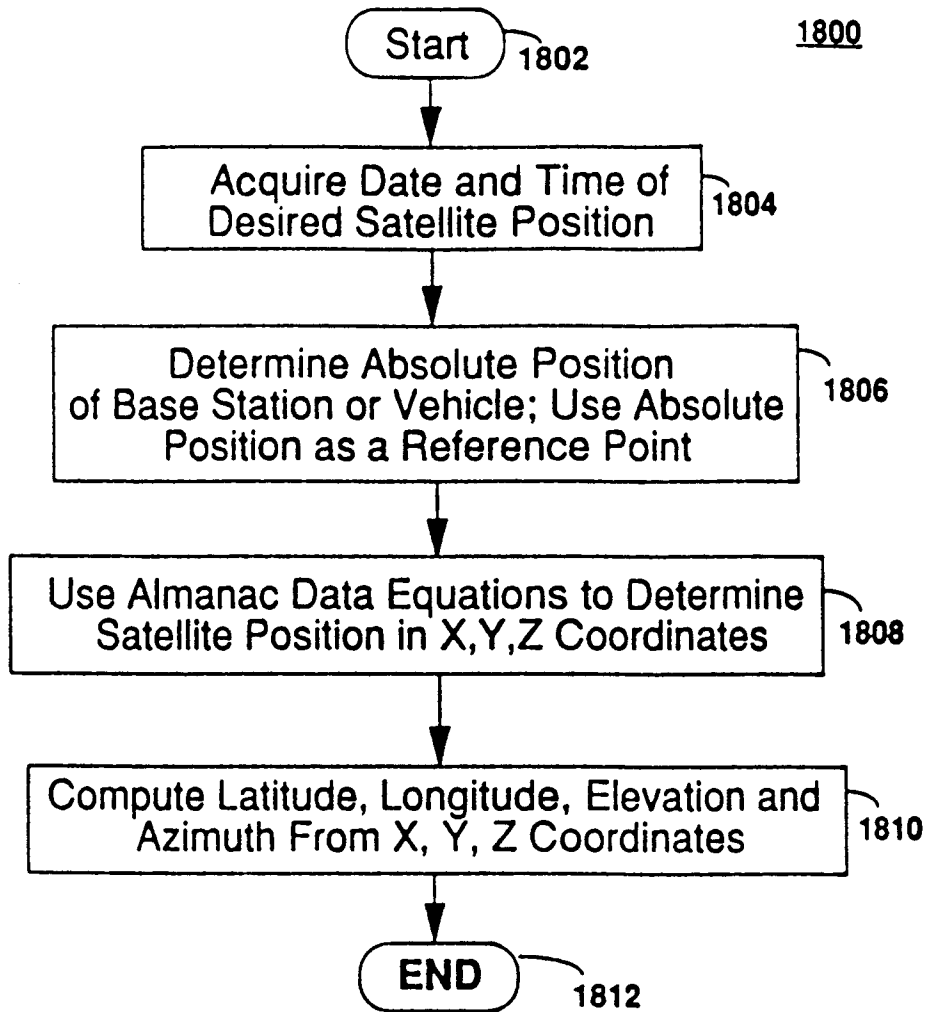 1800
Start
1802
Acquire Date and Time of
Desired Satellite Position
1804
Determine Absolute Position
of Base Station or Vehicle; Use Absolute
Position as a Reference Point
1806
Use Almanac Data Equations to Determine
Satellite Position in X,Y,Z Coordinates
1808
Compute Latitude, Longitude, Elevation and
Azimuth From X, Y, Z Coordinates
1810
END
1812